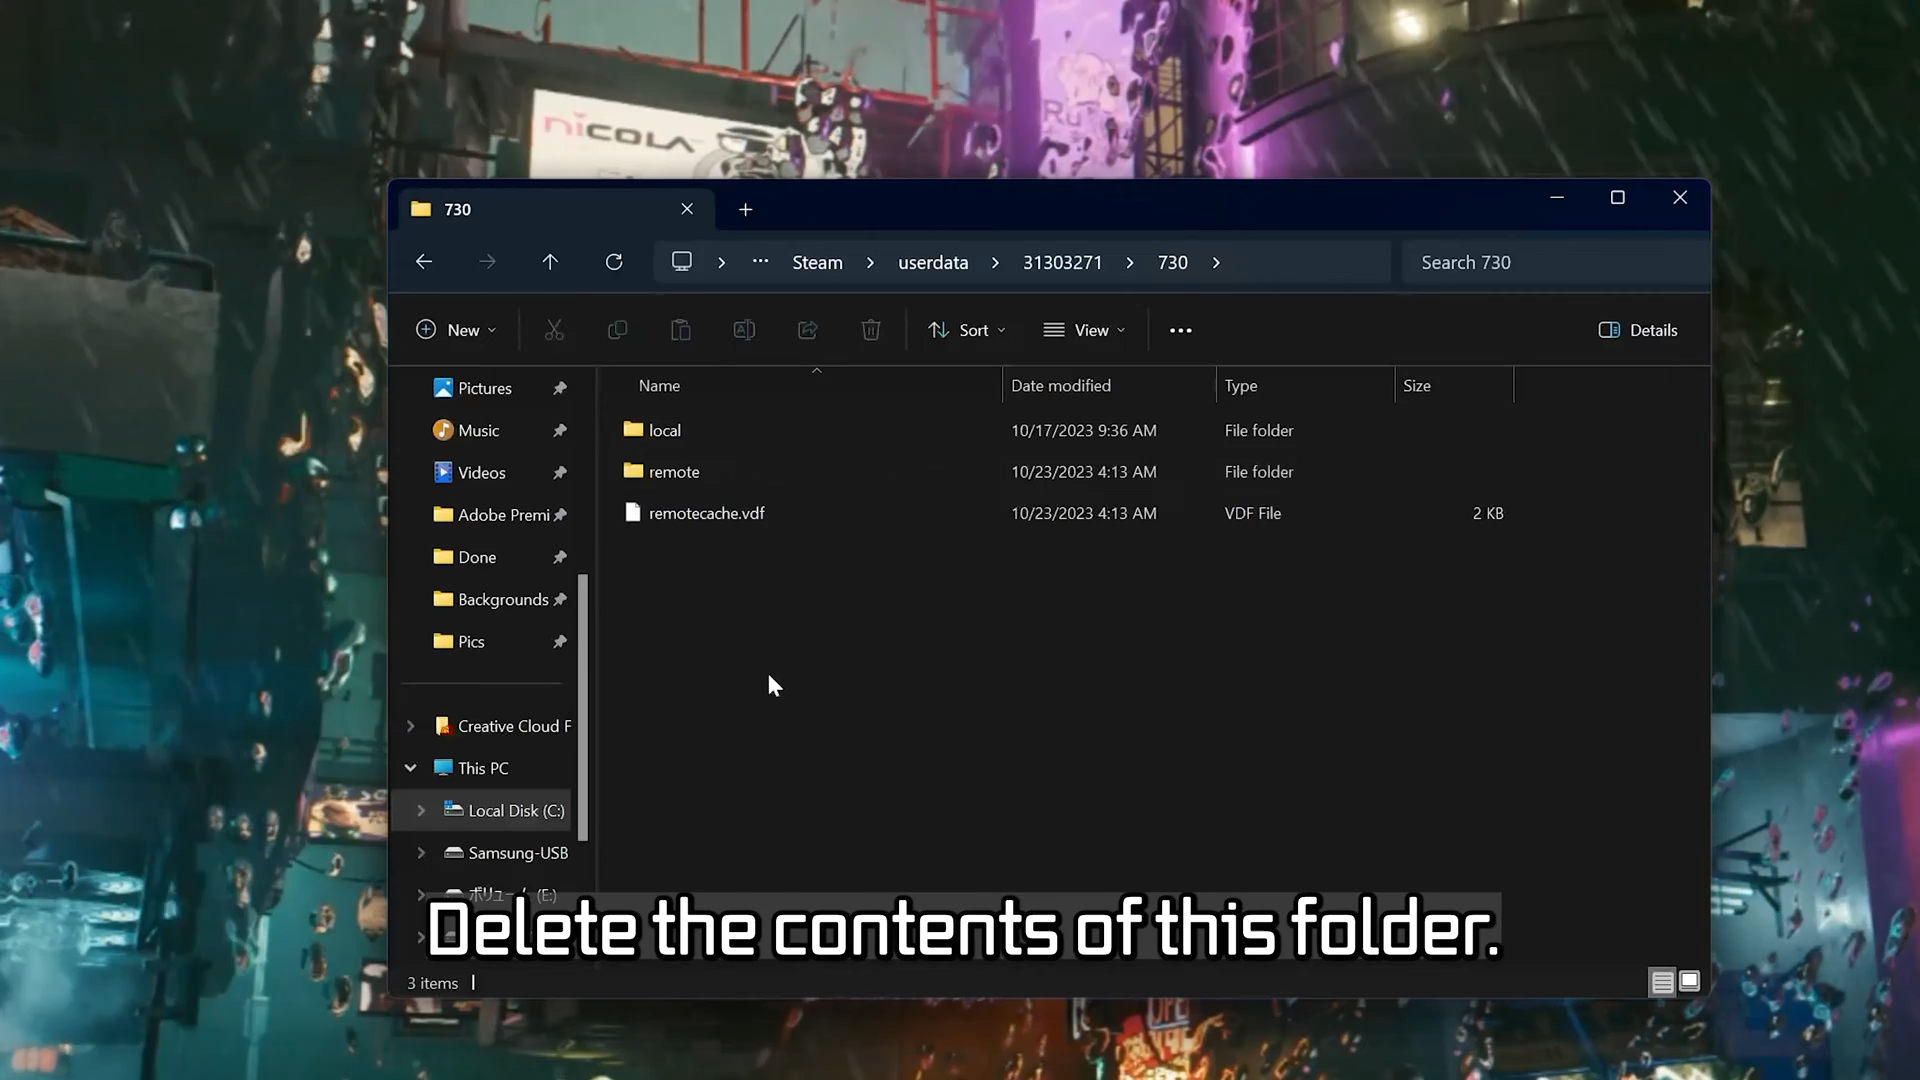 nicola
730
Steam
userdata
31303271
730
Search 730
New
Sort
View
Details
Name
Date modified
Type
Size
Pictures
local
10/17/2023 9:36 AM
File folder
Music
remote
10/23/2023 4:13 AM
File folder
Videos
remotecache.vdf
10/23/2023 4:13 AM
VDF File
2 KB
Adobe Premi
Done
Backgrounds
Pics
Creative Cloud F
This PC
Local Disk (C:)
Samsung-USB
(E:)
Delete the contents of this folder.
3 items